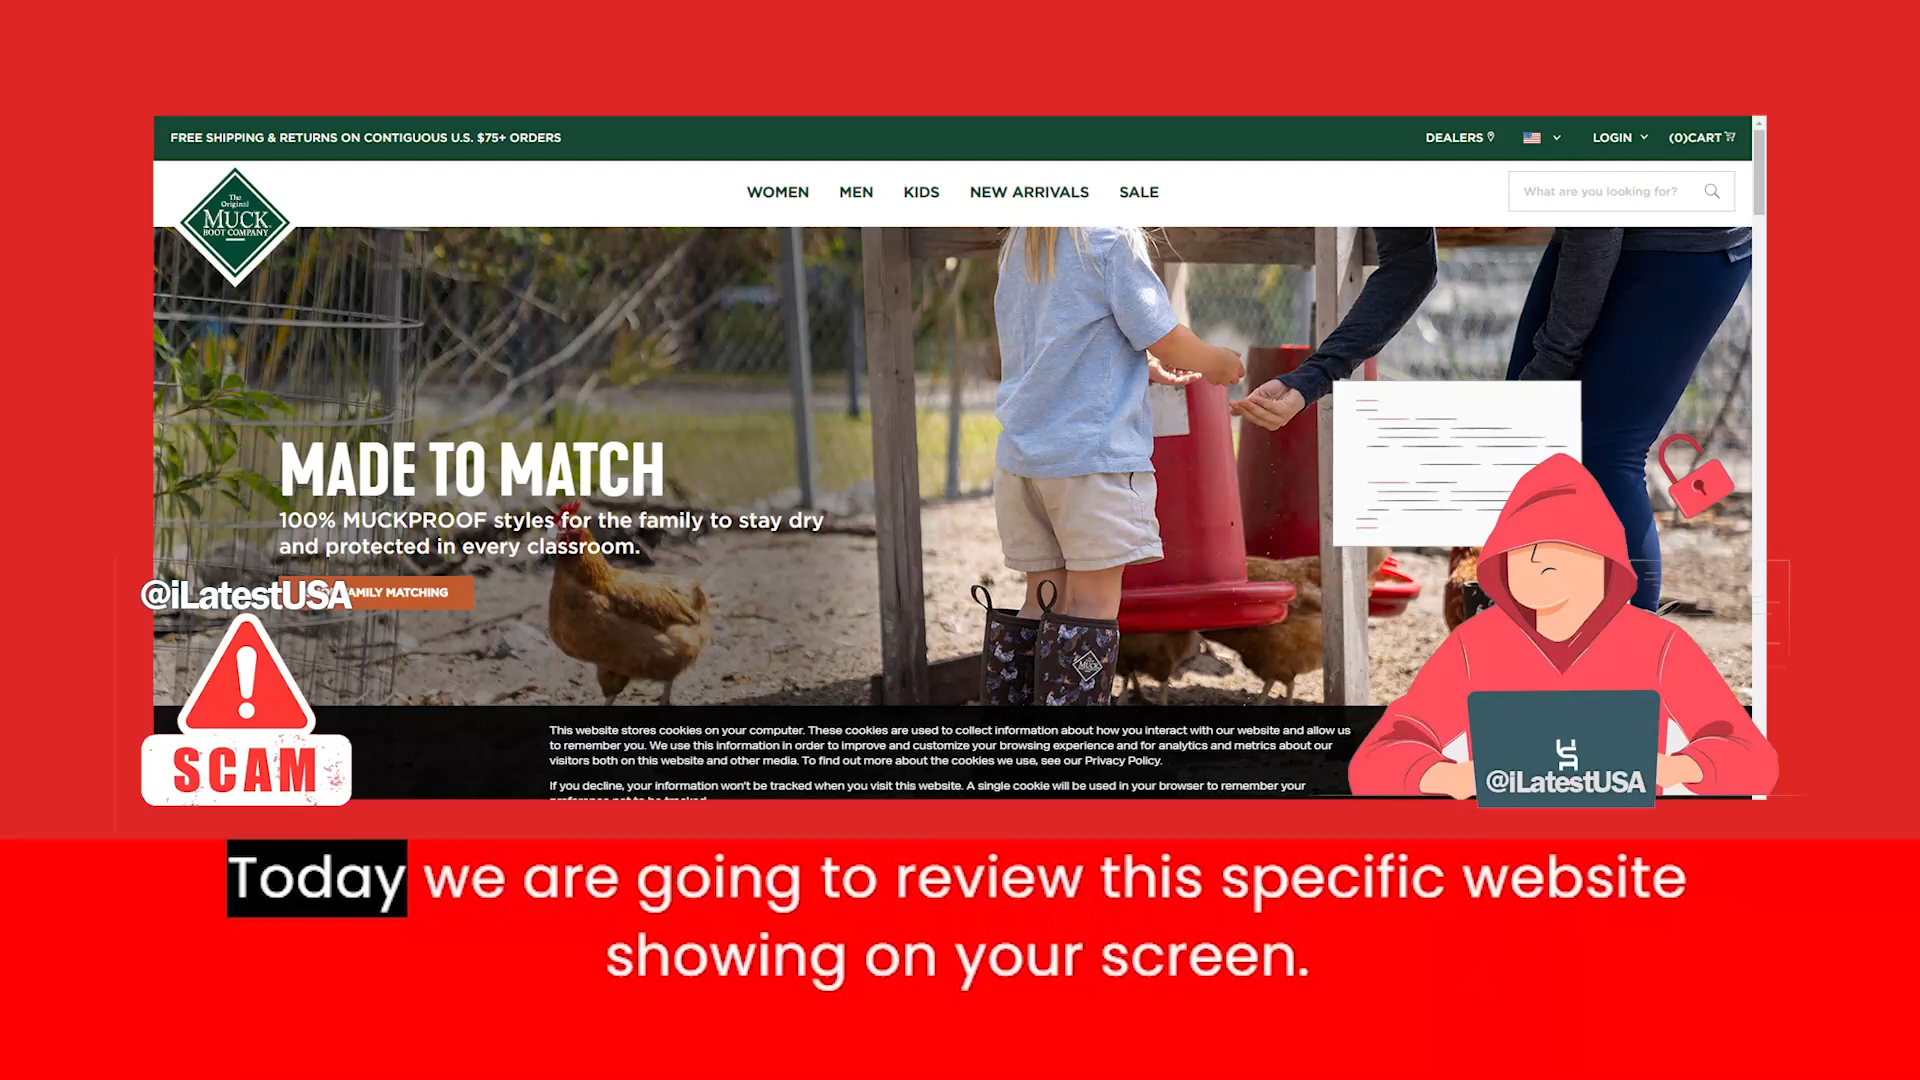 FREE SHIPPING & RETURNS ON CONTIGUOUS U.S. $75+ ORDERS
DEALERS
LOGIN
(0)CART
The
Original
MUCK
BOOT COMPANY
WOMEN
MEN
KIDS
NEW ARRIVALS
SALE
What are you looking for?
MADE TO MATCH
100% MUCKPROOF styles for the family to stay dry
and protected in every classroom.
@iLatestUSA
FAMILY MATCHING
MUCK
SCAM
This website stores cookies on your computer. These cookies are used to collect information about how you interact with our website and allow us
to remember you. We use this information in order to improve and customize your browsing experience and for analytics and metrics about our
visitors both on this website and other media. To find out more about the cookies we use, see our Privacy Policy.
If you decline, your information won't be tracked when you visit this website. A single cookie will be used in your browser to remember your
@iLatestUSA
Today we are going to review this specific website
showing on your screen.